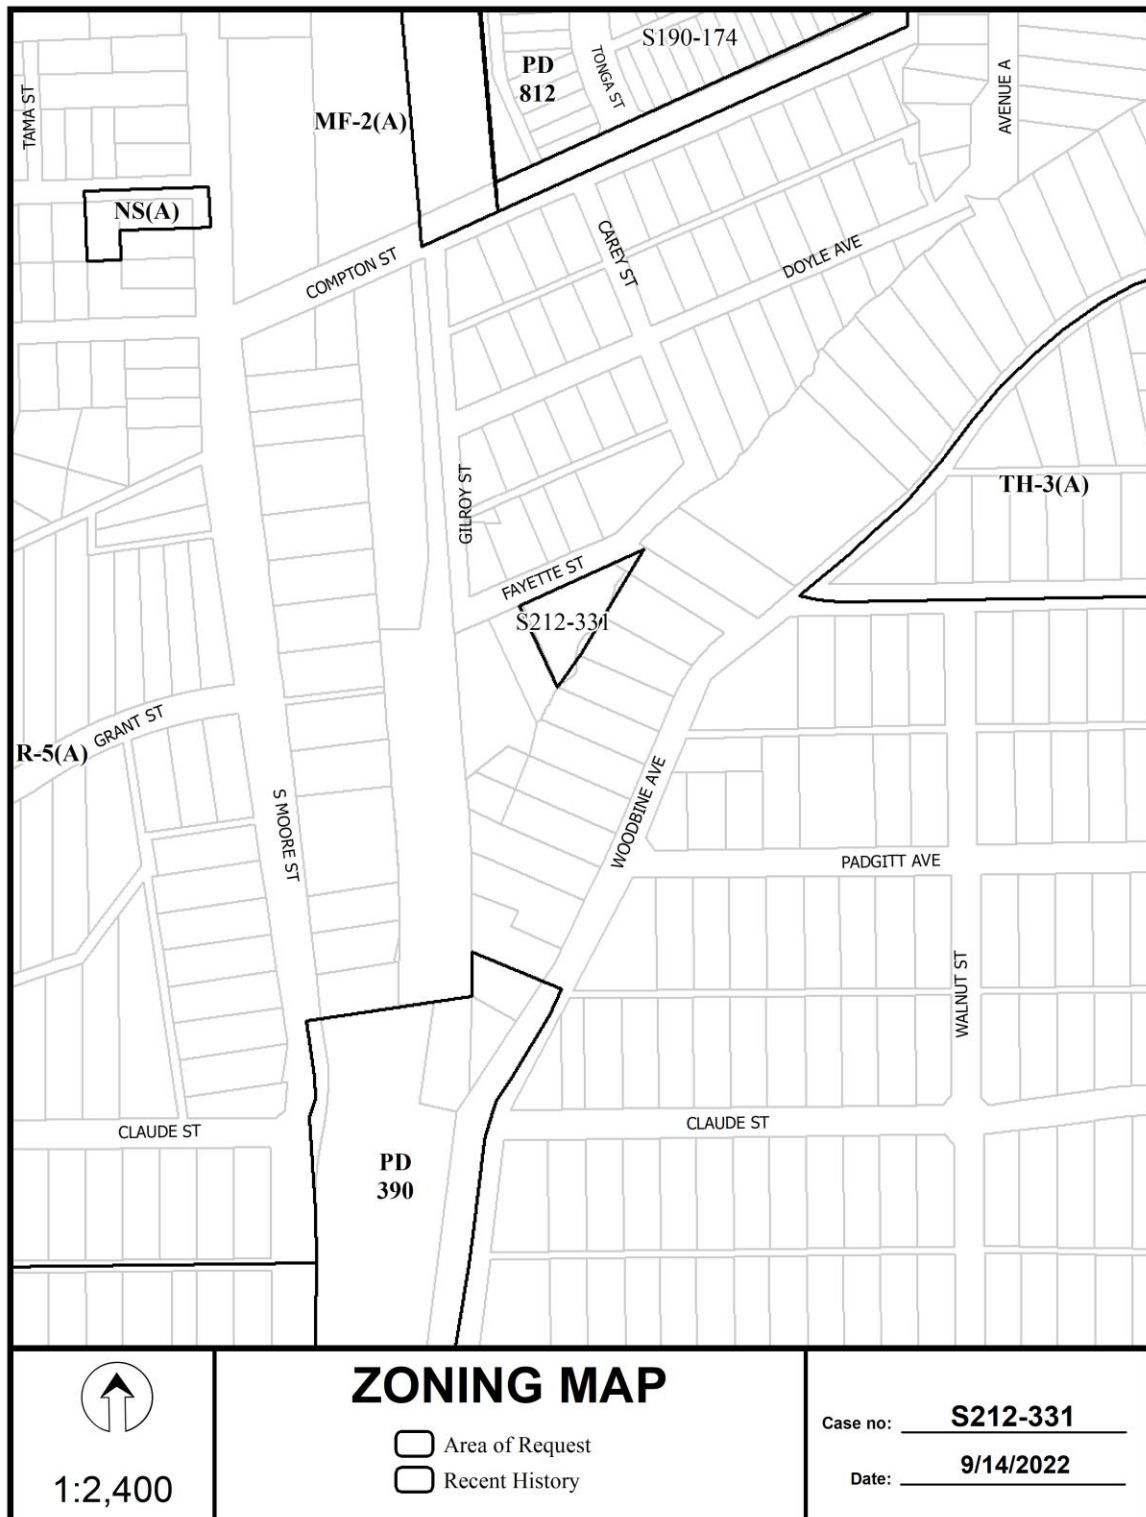 S190-174
PD
812
TONGA ST
AVENUE A
TAMA ST
MF-2(A)
NS(A)
CAREY ST
DOYLE AVE
COMPTON ST
GILROY ST
TH-3(A)
FAYETTE ST
S212-331
GRANT ST
R-5(A)
S MOORE ST
WOODBINE AVE
PADGITT AVE
WALNUT ST
CLAUDE ST
CLAUDE ST
PD
390
1:2,400
ZONING MAP
Area of Request
Recent History
Case no: S212-331
Date: 9/14/2022